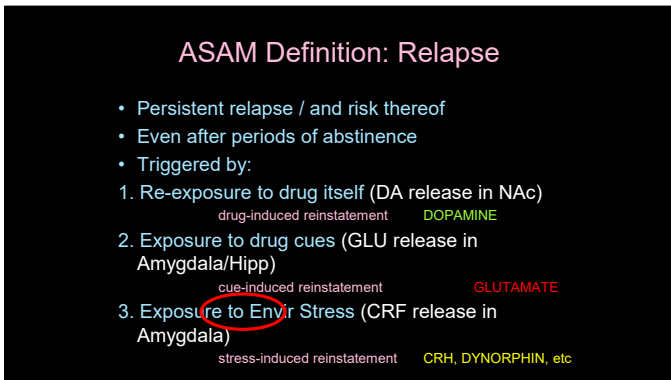 ASAM Definition: Relapse
• Persistent relapse / and risk thereof
• Even after periods of abstinence
• Triggered by:
1. Re-exposure to drug itself (DA release in NAc)
drug-induced reinstatement DOPAMINE
2. Exposure to drug cues (GLU release in
Amygdala/Hipp)
cue-induced reinstatement GLUTAMATE
3. Exposure to Envir Stress (CRF release in
Amygdala)
stress-induced reinstatement CRH, DYNORPHIN, etc